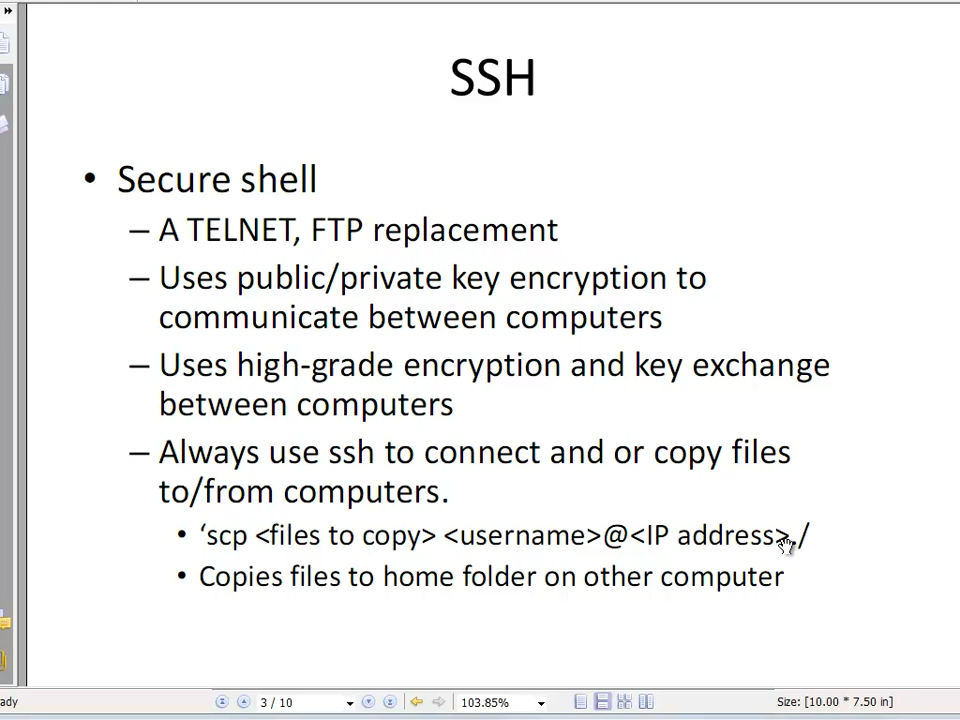 SSH
• Secure shell
– A TELNET, FTP replacement
– Uses public/private key encryption to
communicate between computers
– Uses high-grade encryption and key exchange
between computers
– Always use ssh to connect and or copy files
to/from computers.
• ‘scp <files to copy> <username>@<IP address>./
• Copies files to home folder on other computer
ady
3 / 10
103.85%
Size: [10.00 * 7.50 in]